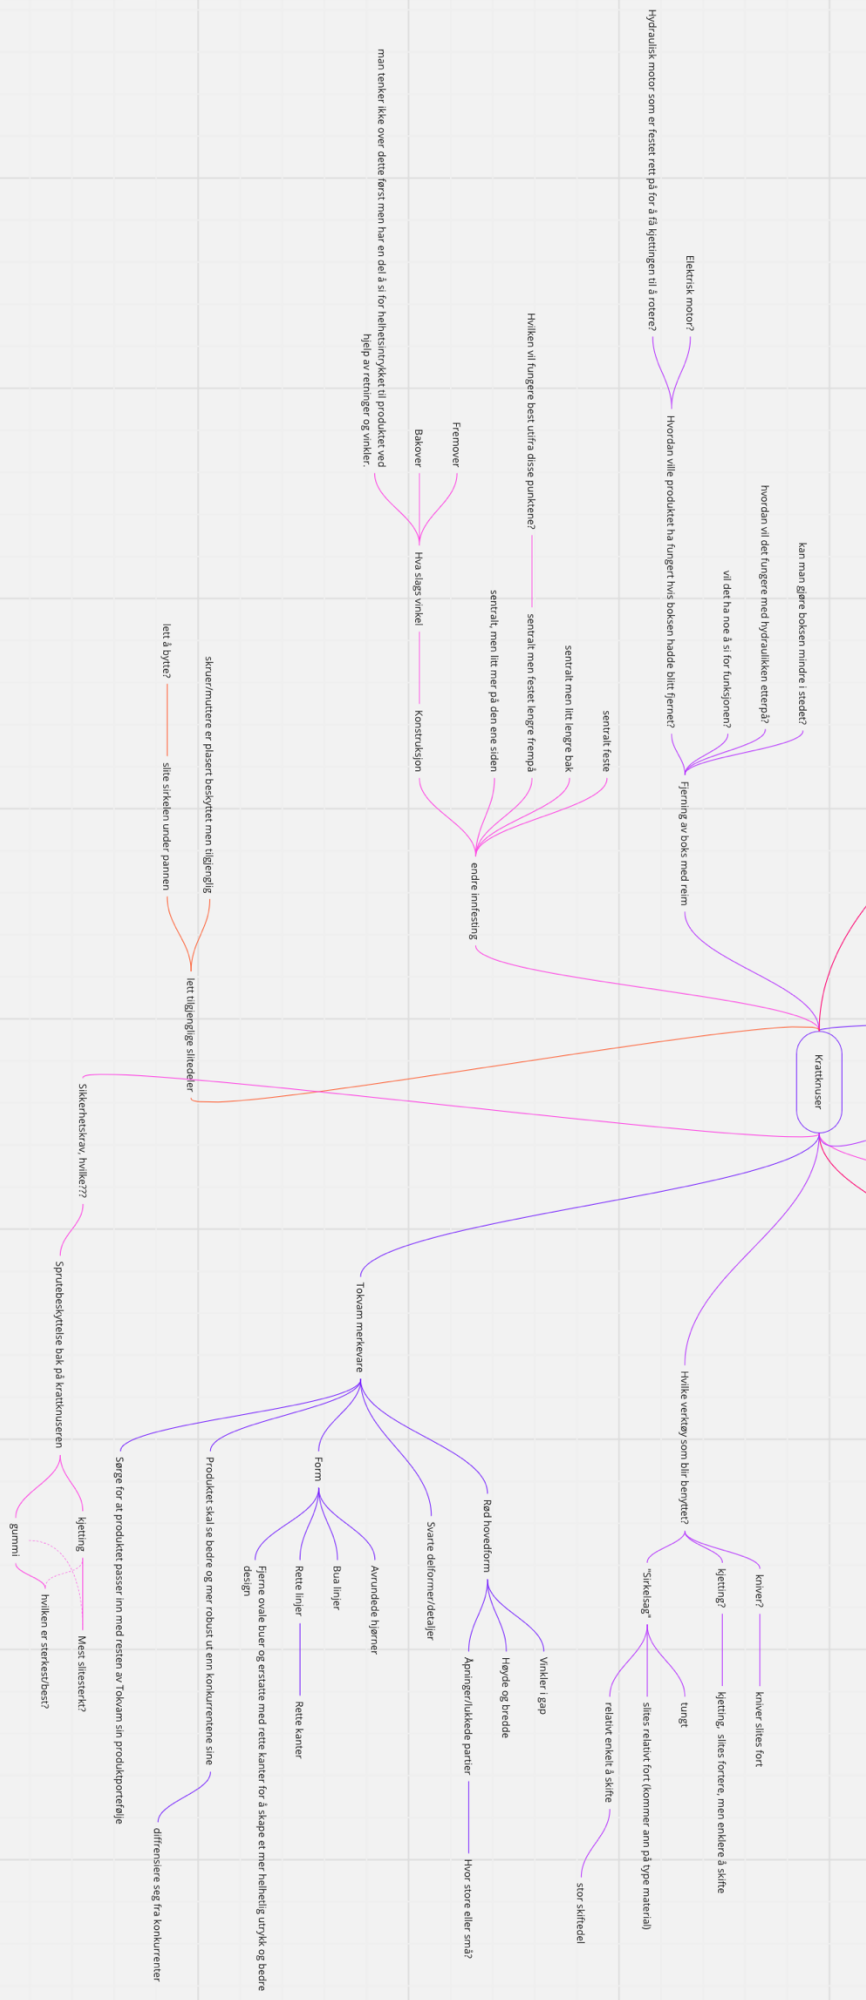 Krattknuser
Fjerning av boks med reim
kan man gjøre boksen mindre i stedet?
hvordan vil det fungere med hydraulikken etterpå?
vil det ha noe å si for funksjonen?
Hvordan ville produktet ha fungert hvis boksen hadde blitt fjernet?
Elektrisk motor?
Hydraulisk motor som er festet rett på for å få kjettingen til å rotere?
endre innfesting
sentralt feste
sentralt men litt lengre bak
sentralt men festet lengre frempå
Hvilken vil fungere best utifra disse punktene?
sentralt, men litt mer på den ene siden
Konstruksjon
Hva slags vinkel
Fremover
Bakover
man tenker ikke over dette først men har en del å si for helhetsintrykket til produktet ved
hjelp av retninger og vinkler.
lett tilgjenglige slitedeler
skruer/muttere er plasert beskyttet men tilgjenglig
slite sirkelen under pannen
lett å bytte?
Hvilke verktøy som blir benyttet?
kniver?
kniver slites fort
kjetting?
kjetting, slites fortere, men enklere å skifte
"Sirkelsag"
tungt
slites relativt fort (kommer ann på type material)
relativt enkelt å skifte
stor skiftedel
Tokvam merkevare
Rød hovedform
Vinkler i gap
Høyde og bredde
Åpninger/lukkede partier
Hvor store eller små?
Svarte delformer/detaljer
Form
Avrundede hjørner
Bua linjer
Rette linjer
Rette kanter
Fjerne ovale buer og erstatte med rette kanter for å skape et mer helhetlig utrykk og bedre
design
Produktet skal se bedre og mer robust ut enn konkurrentene sine
diffrensiere seg fra konkurrenter
Sørge for at produktet passer inn med resten av Tokvam sin produktportefølje
Sikkerhetskrav, hvilke???
Sprutebeskyttelse bak på krattknuseren
kjetting
Mest slitesterkt?
gummi
hvilken er sterkest/best?